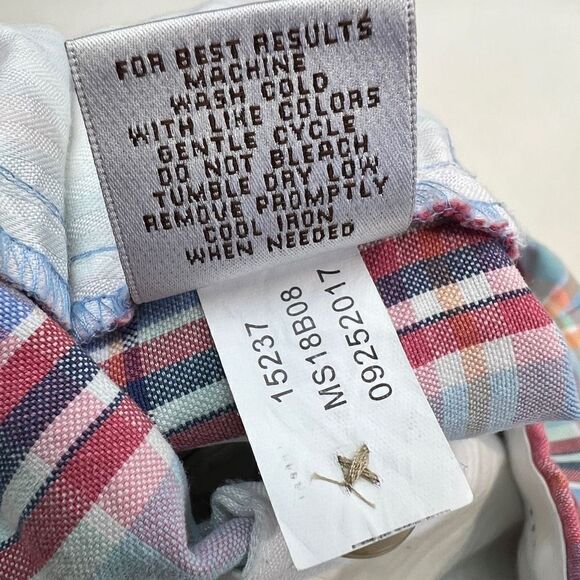 FOR BEST RESULTS
MACHINE
WASH COLD
WITH LIKE COLORS
GENTLE CYCLE
DO NOT BLEACH
TUMBLE DRY LOW
REMOVE PROMPTLY
COOL IRON
WHEN NEEDED
15237
MS18B08
09252017